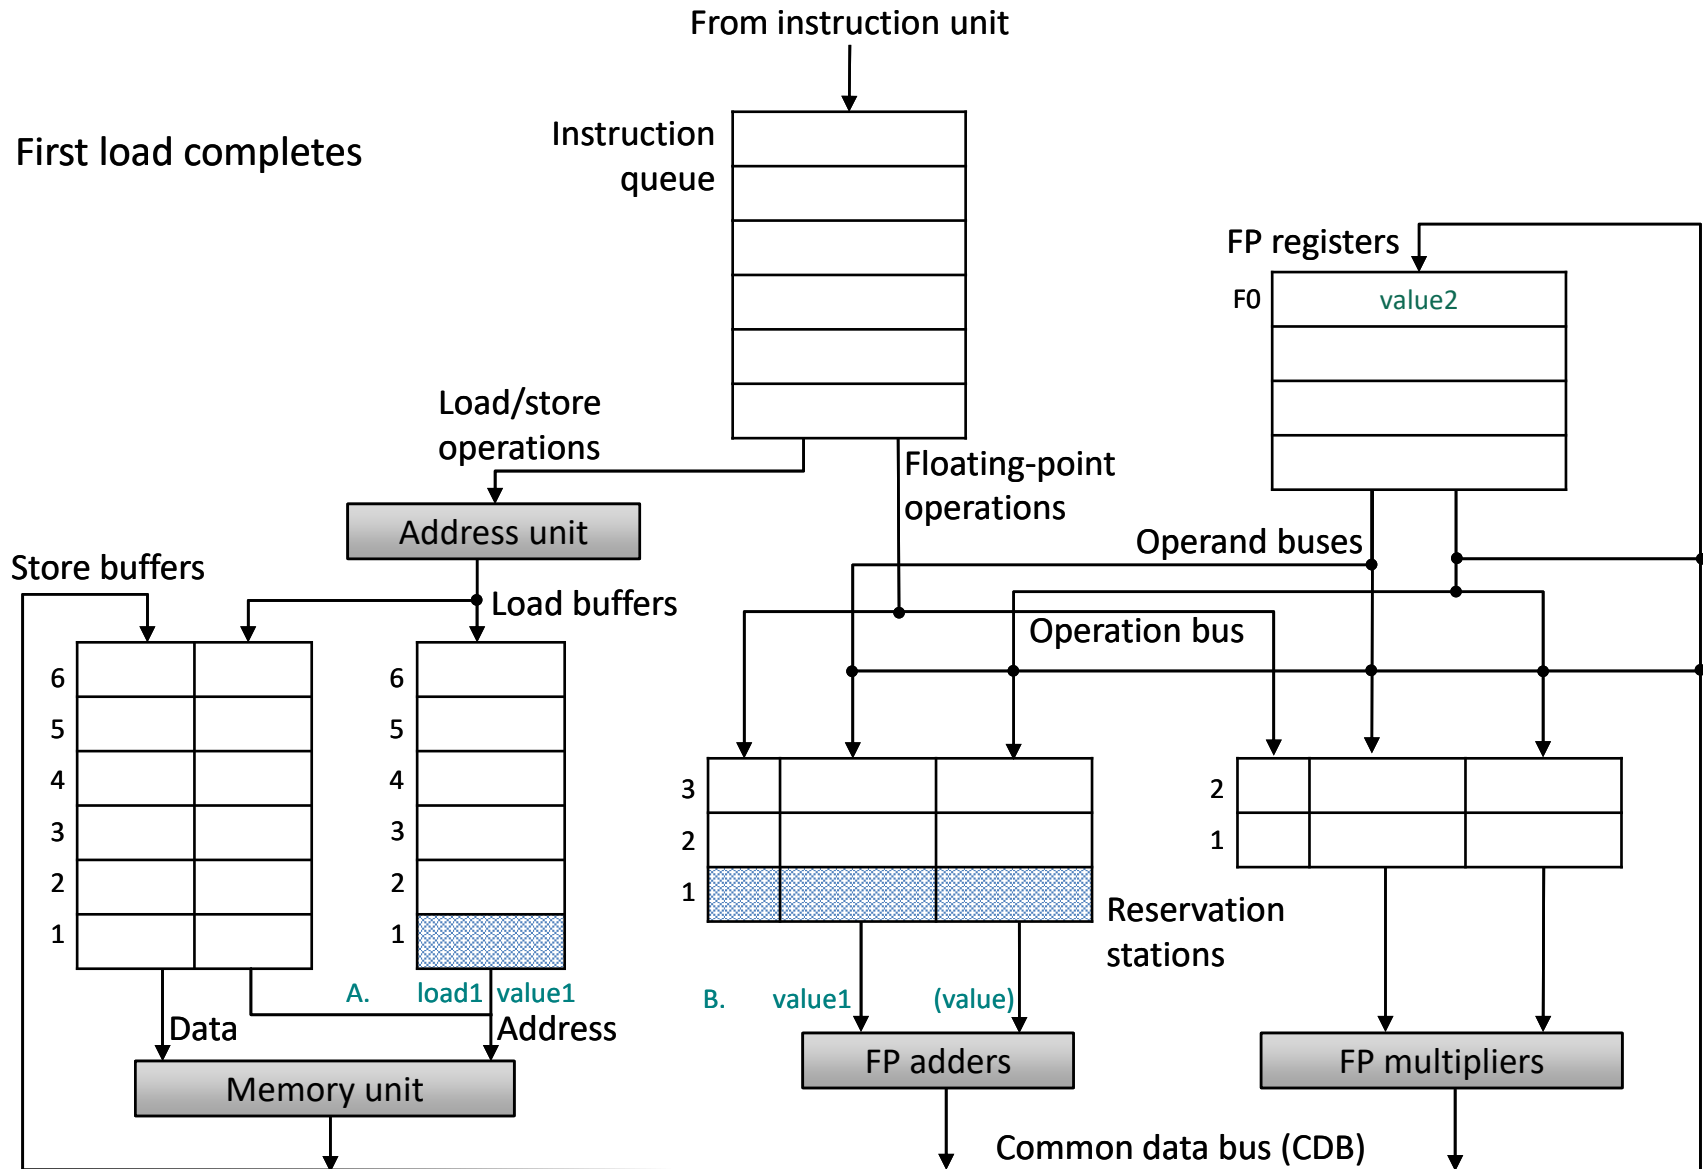 From instruction unit
First load completes
Instruction
queue
FP registers
F0 value2
Load/store
operations
Floating-point
operations
Address unit
Operand buses
Store buffers
Load buffers
Operation bus
6
5
4
3
2
1
6
5
4
3
2
1
3
2
1
2
1
Reservation
stations
A. load1 value1
B. value1 (value)
Data
Address
Memory unit
FP adders
FP multipliers
Common data bus (CDB)